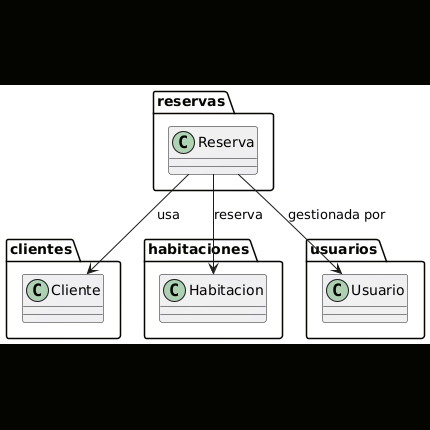 reservas
C Reserva
usa
reserva
gestionada por
clientes
habitaciones
usuarios
C Cliente
C Habitacion
C Usuario